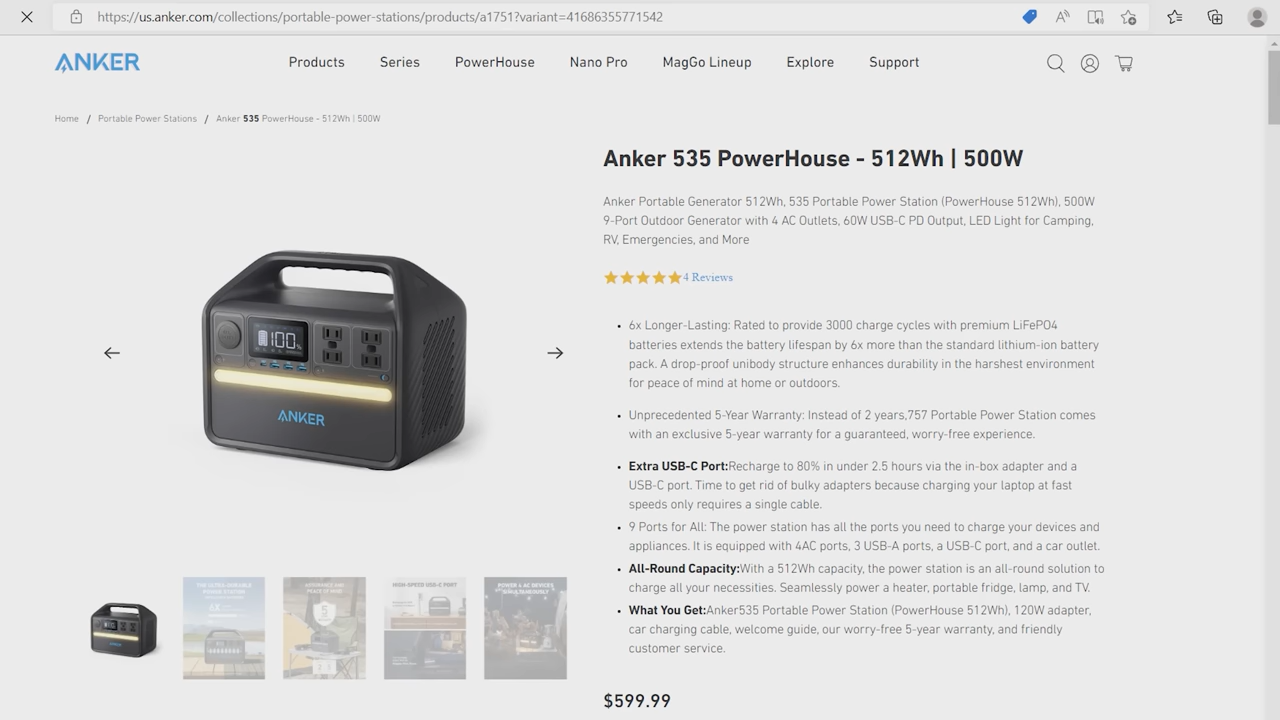 https://us.anker.com/collections/portable-power-stations/products/a1751?variant=41686355771542
ANKER
Products
Series
PowerHouse
Nano Pro
MagGo Lineup
Explore
Support
Home / Portable Power Stations / Anker 535 PowerHouse - 512Wh | 500W
Anker 535 PowerHouse - 512Wh | 500W
Anker Portable Generator 512Wh, 535 Portable Power Station (PowerHouse 512Wh), 500W
9-Port Outdoor Generator with 4 AC Outlets, 60W USB-C PD Output, LED Light for Camping,
RV, Emergencies, and More
4 Reviews
• 6x Longer-Lasting: Rated to provide 3000 charge cycles with premium LiFePO4
batteries extends the battery lifespan by 6x more than the standard lithium-ion battery
pack. A drop-proof unibody structure enhances durability in the harshest environment
for peace of mind at home or outdoors.
• Unprecedented 5-Year Warranty: Instead of 2 years,757 Portable Power Station comes
with an exclusive 5-year warranty for a guaranteed, worry-free experience.
• Extra USB-C Port:Recharge to 80% in under 2.5 hours via the in-box adapter and a
USB-C port. Time to get rid of bulky adapters because charging your laptop at fast
speeds only requires a single cable.
• 9 Ports for All: The power station has all the ports you need to charge your devices and
appliances. It is equipped with 4AC ports, 3 USB-A ports, a USB-C port, and a car outlet.
• All-Round Capacity:With a 512Wh capacity, the power station is an all-round solution to
charge all your necessities. Seamlessly power a heater, portable fridge, lamp, and TV.
• What You Get:Anker535 Portable Power Station (PowerHouse 512Wh), 120W adapter,
car charging cable, welcome guide, our worry-free 5-year warranty, and friendly
customer service.
$599.99
100%
ANKER
HIGH-SPEED USB-C PORT
5